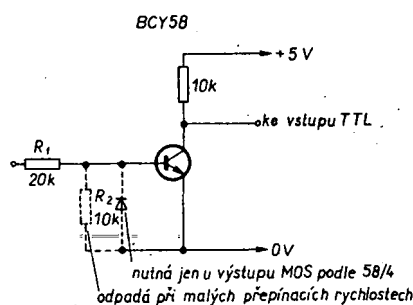 BCY58
+5 V
10k
ke vstupu TTL
R1
20k
R2
10k
0V
nutná jen u výstupu MOS podle 58/4
odpadá při malých přepínacích rychlostech